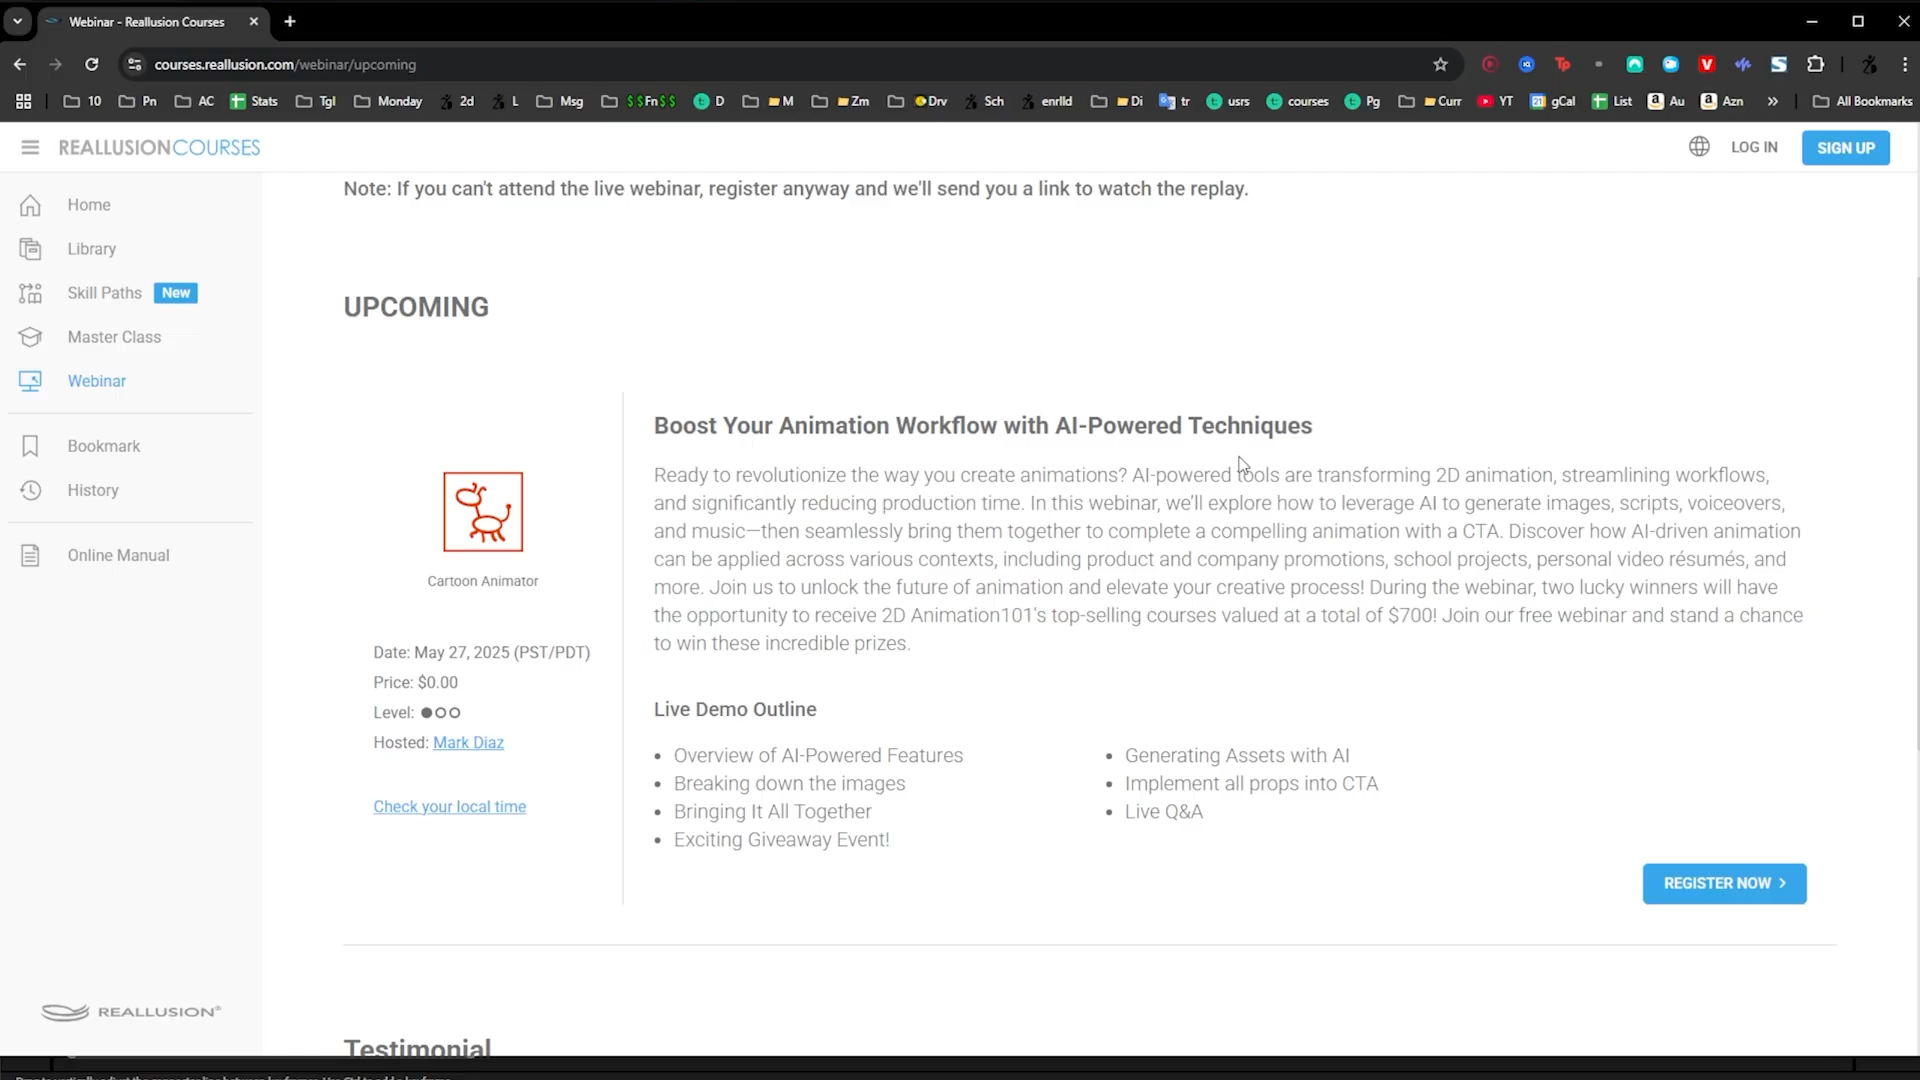 Webinar - Reallusion Courses
courses.reallusion.com/webinar/upcoming
10 Pn AC Stats Tgl Monday 2d L Msg $$Fn$$ D M Zm Drv Sch enrlld Di tr usrs courses Pg Curr YT gCal List Au Azn » All Bookmarks
REALLUSIONCOURSES
LOG IN
SIGN UP
Home
Library
Skill Paths New
Master Class
Webinar
Bookmark
History
Online Manual
REALLUSION®
Note: If you can't attend the live webinar, register anyway and we'll send you a link to watch the replay.
UPCOMING
Cartoon Animator
Date: May 27, 2025 (PST/PDT)
Price: $0.00
Level:
Hosted: Mark Diaz
Check your local time
Boost Your Animation Workflow with AI-Powered Techniques
Ready to revolutionize the way you create animations? AI-powered tools are transforming 2D animation, streamlining workflows,
and significantly reducing production time. In this webinar, we'll explore how to leverage AI to generate images, scripts, voiceovers,
and music—then seamlessly bring them together to complete a compelling animation with a CTA. Discover how AI-driven animation
can be applied across various contexts, including product and company promotions, school projects, personal video résumés, and
more. Join us to unlock the future of animation and elevate your creative process! During the webinar, two lucky winners will have
the opportunity to receive 2D Animation101's top-selling courses valued at a total of $700! Join our free webinar and stand a chance
to win these incredible prizes.
Live Demo Outline
• Overview of AI-Powered Features
• Breaking down the images
• Bringing It All Together
• Exciting Giveaway Event!
• Generating Assets with AI
• Implement all props into CTA
• Live Q&A
REGISTER NOW >
Testimonial